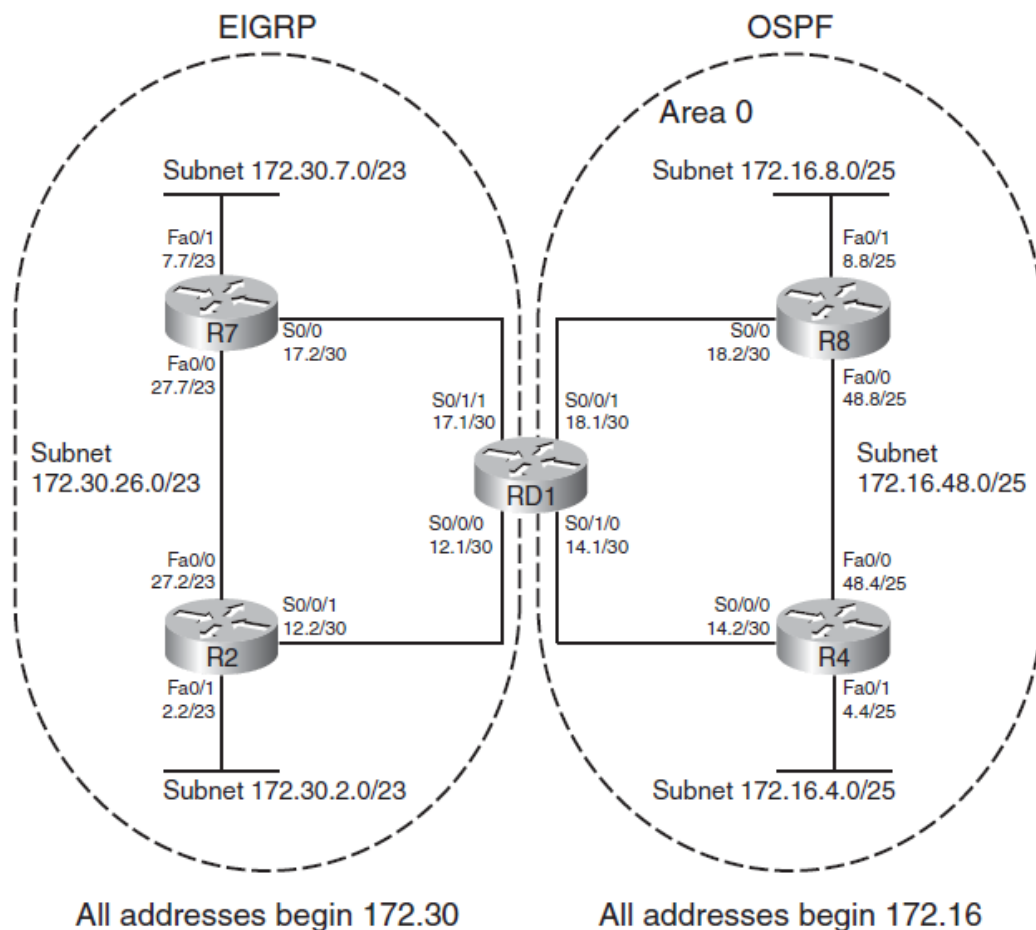 EIGRP
OSPF
Area 0
Subnet 172.30.7.0/23
Subnet 172.16.8.0/25
Fa0/1
7.7/23
Fa0/1
8.8/25
R7
S0/0
17.2/30
S0/0
18.2/30
R8
Fa0/0
27.7/23
Fa0/0
48.8/25
S0/1/1
17.1/30
S0/0/1
18.1/30
Subnet
172.30.26.0/23
RD1
Subnet
172.16.48.0/25
S0/0/0
12.1/30
S0/1/0
14.1/30
Fa0/0
27.2/23
Fa0/0
48.4/25
S0/0/1
12.2/30
S0/0/0
14.2/30
R2
R4
Fa0/1
2.2/23
Fa0/1
4.4/25
Subnet 172.30.2.0/23
Subnet 172.16.4.0/25
All addresses begin 172.30
All addresses begin 172.16